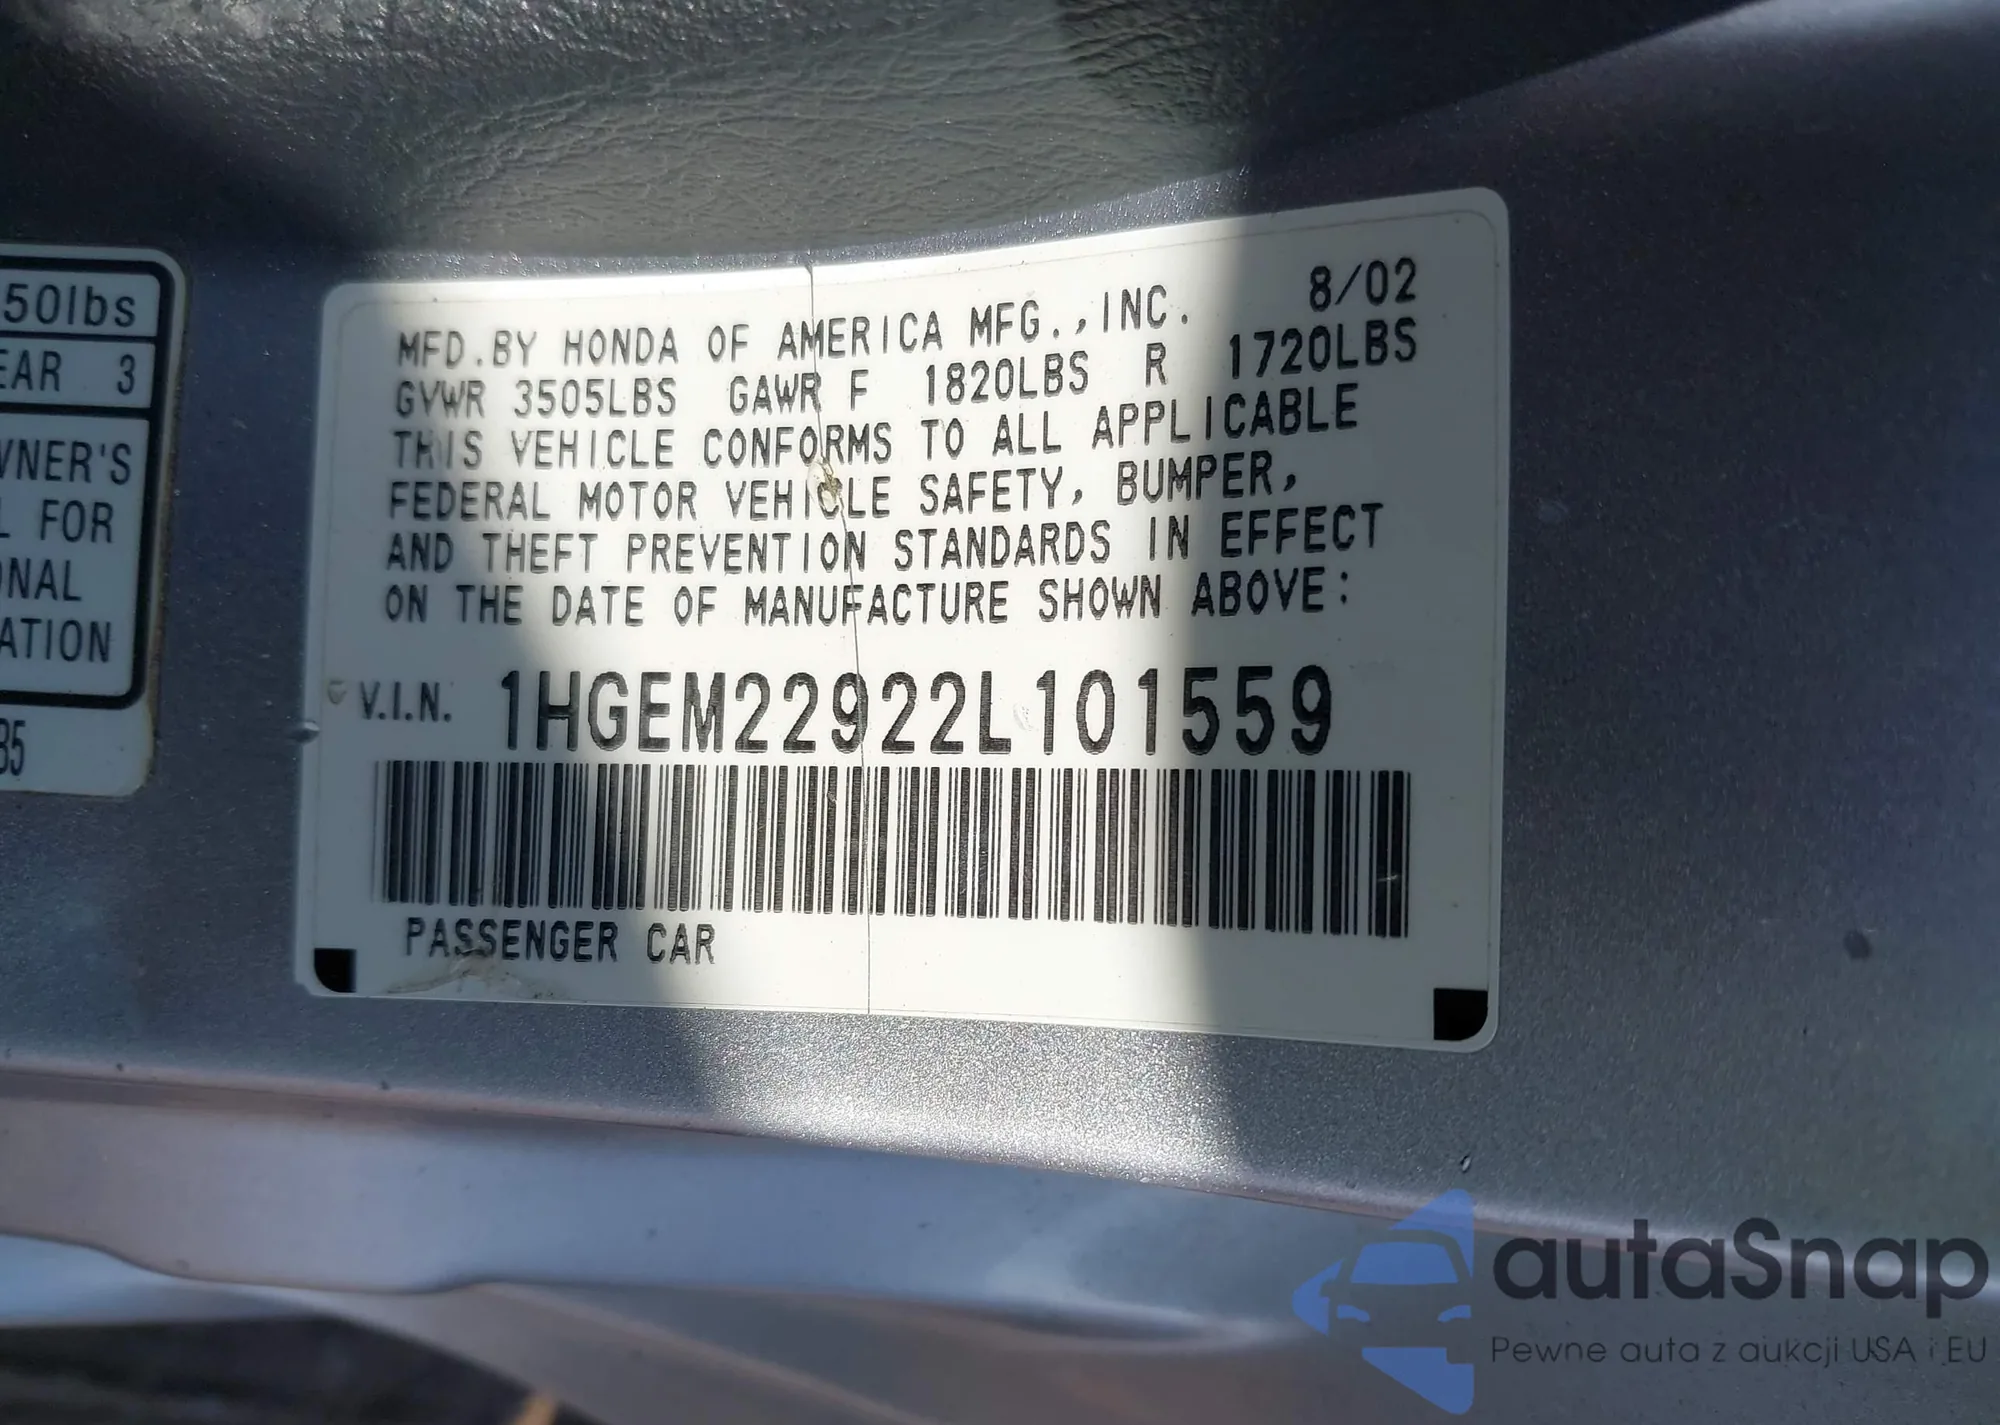 50lbs
EAR 3
WNER'S
L FOR
ONAL
ATION
B5
8/02
MFD.BY HONDA OF AMERICA MFG.,INC.
GVWR 3505LBS GAWR F 1820LBS R 1720LBS
THIS VEHICLE CONFORMS TO ALL APPLICABLE
FEDERAL MOTOR VEHICLE SAFETY, BUMPER,
AND THEFT PREVENTION STANDARDS IN EFFECT
ON THE DATE OF MANUFACTURE SHOWN ABOVE:
V.I.N. 1HGEM22922L101559
PASSENGER CAR
autaSnap
Pewne auta z aukcji USA i EU